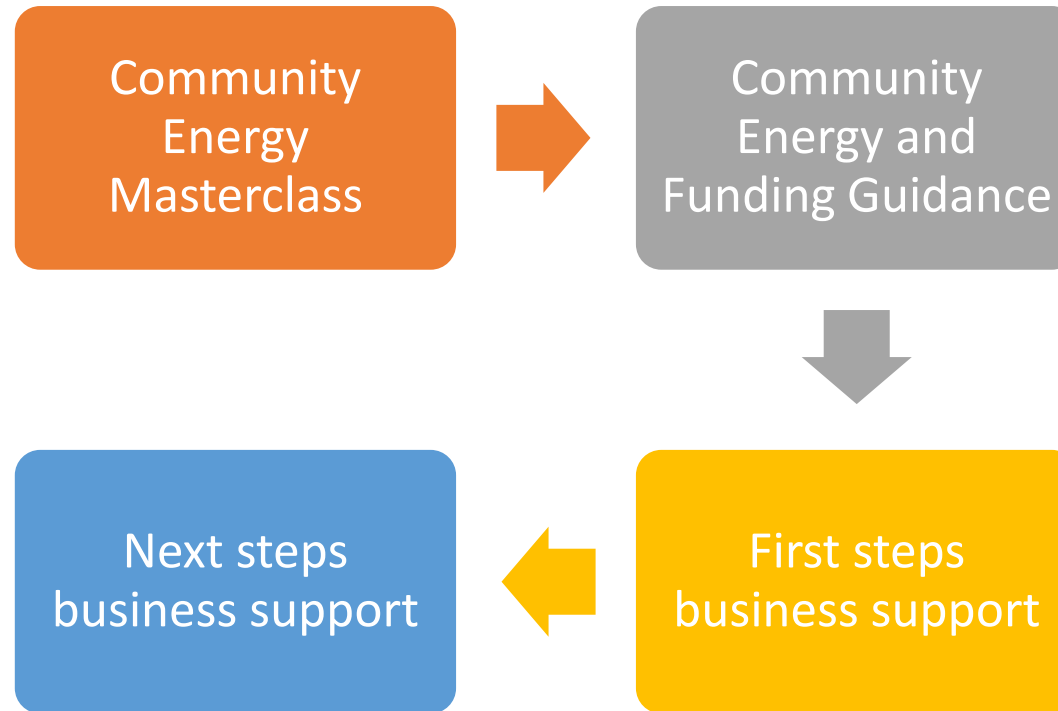 Community
Energy
Masterclass
Community
Energy and
Funding Guidance
First steps
business support
Next steps
business support